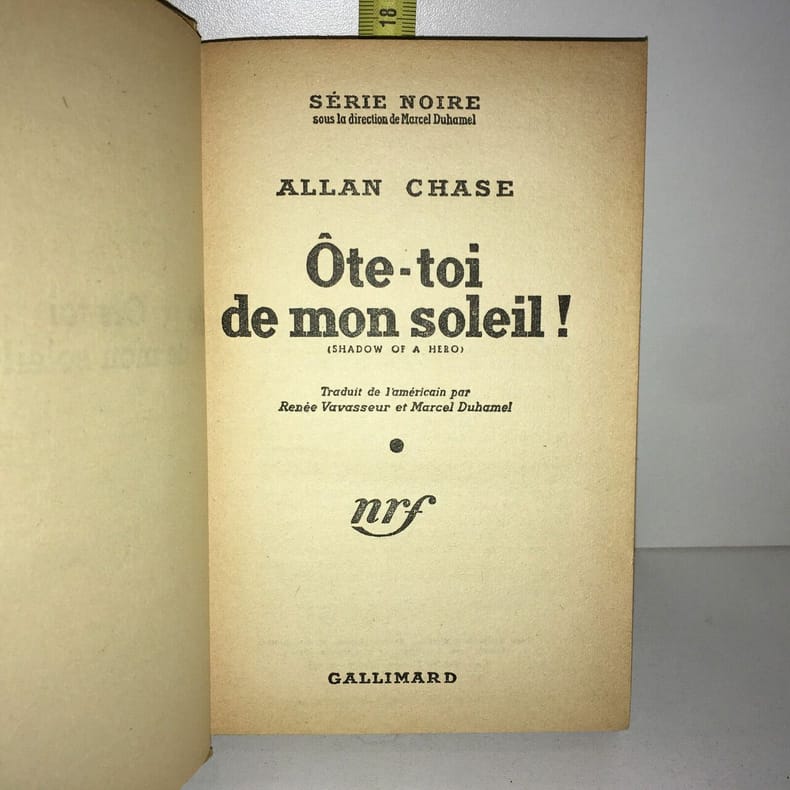 18
SÉRIE NOIRE
sous la direction de Marcel Duhamel
ALLAN CHASE
Ôte-toi
de mon soleil !
(SHADOW OF A HERO)
Traduit de l'américain par
Renée Vavasseur et Marcel Duhamel
nrf
GALLIMARD